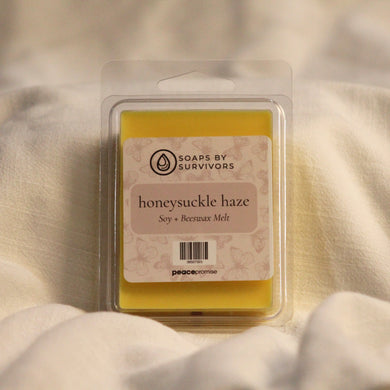 SOAPS BY
SURVIVORS
honeysuckle haze
Soy + Beeswax Melt
peacepromise